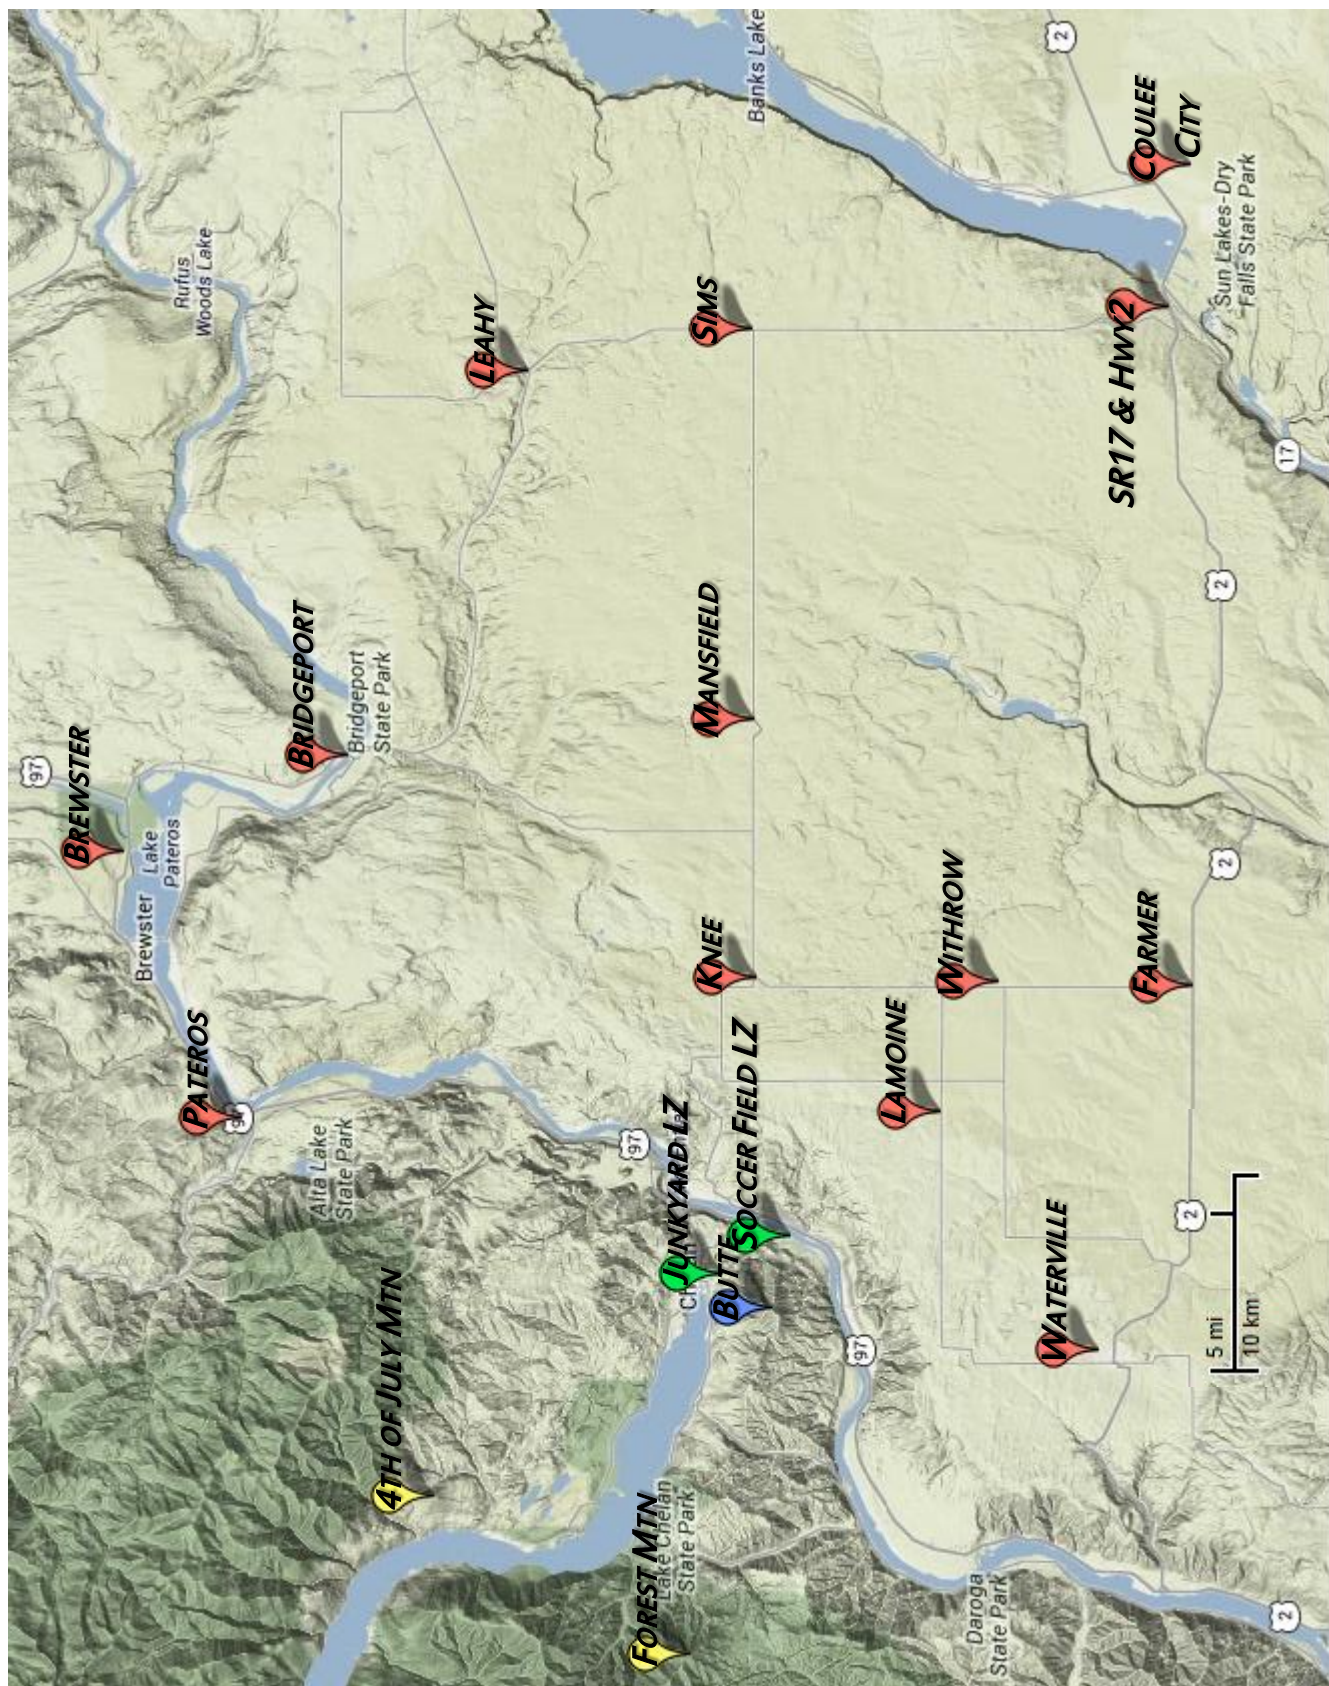 97
BREWSTER
Brewster
Lake
Pateros
Rufus
Woods Lake
PATEROS
BRIDGEPORT
Alta Lake
State Park
Bridgeport
State Park
4TH OF JULY MTN
LEAHY
97
FOREST MTN
Lake Chelan
State Park
JUNKYARD LZ
BUTTE
SOCCER FIELD LZ
KNEE
MANSFIELD
SIMS
Banks Lake
97
LAMOINE
WITHROW
Daroga
State Park
WATERVILLE
2
SR17 & HWY2
FARMER
COULEE
CITY
2
2
2
Sun Lakes-Dry
Falls State Park
5 mi
10 km
2
17